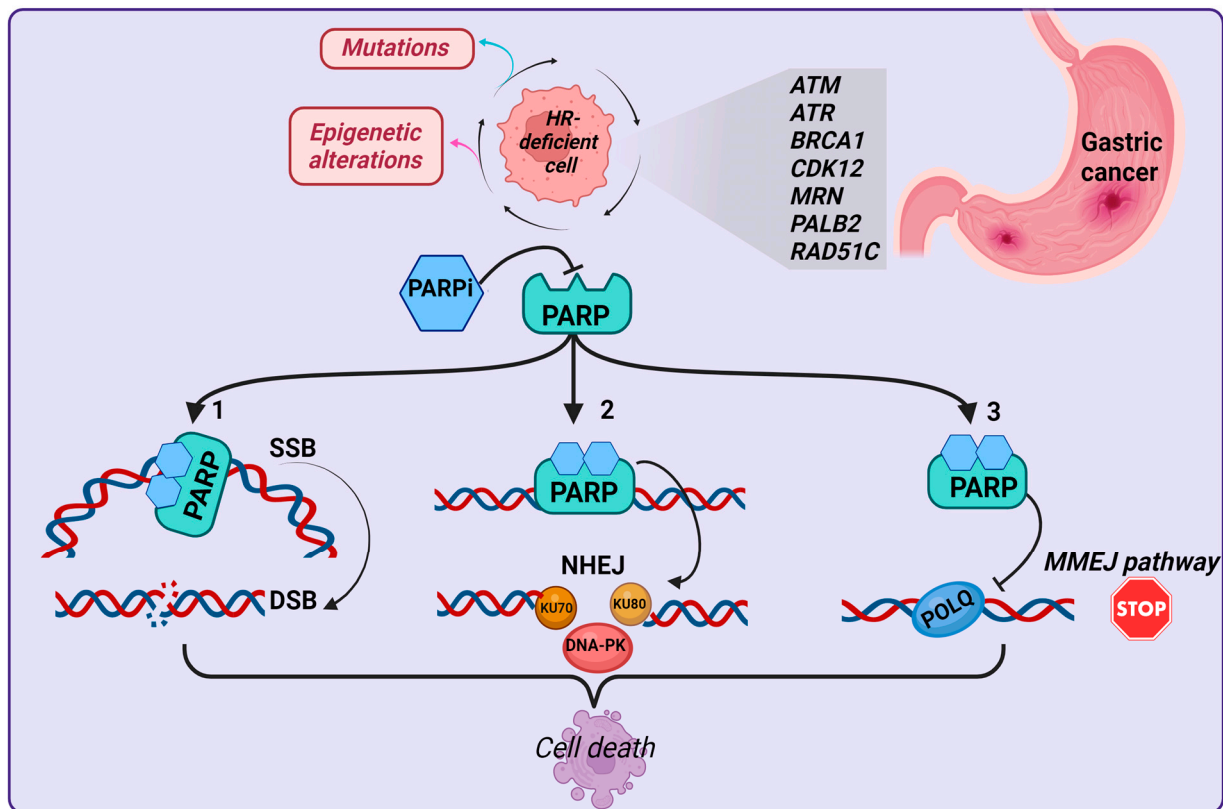 Mutations
Epigenetic
alterations
HR-
deficient
cell
ATM
ATR
BRCA1
CDK12
MRN
PALB2
RAD51C
Gastric
cancer
PARPi
PARP
1
2
3
PARP
SSB
DSB
PARP
NHEJ
KU70
KU80
DNA-PK
PARP
MMEJ pathway
POLQ
STOP
Cell death